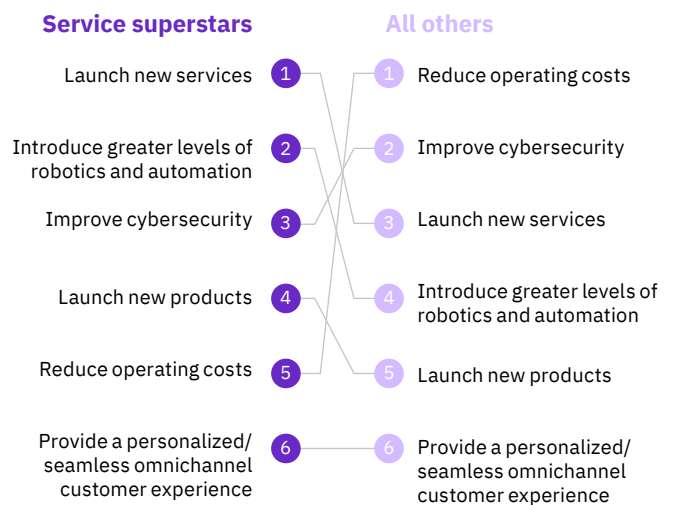 Service superstars
All others
Launch new services
1
1
Reduce operating costs
Introduce greater levels of
robotics and automation
2
2
Improve cybersecurity
Improve cybersecurity
3
3
Launch new services
Launch new products
4
4
Introduce greater levels of
robotics and automation
Reduce operating costs
5
5
Launch new products
Provide a personalized/
seamless omnichannel
customer experience
6
6
Provide a personalized/
seamless omnichannel
customer experience